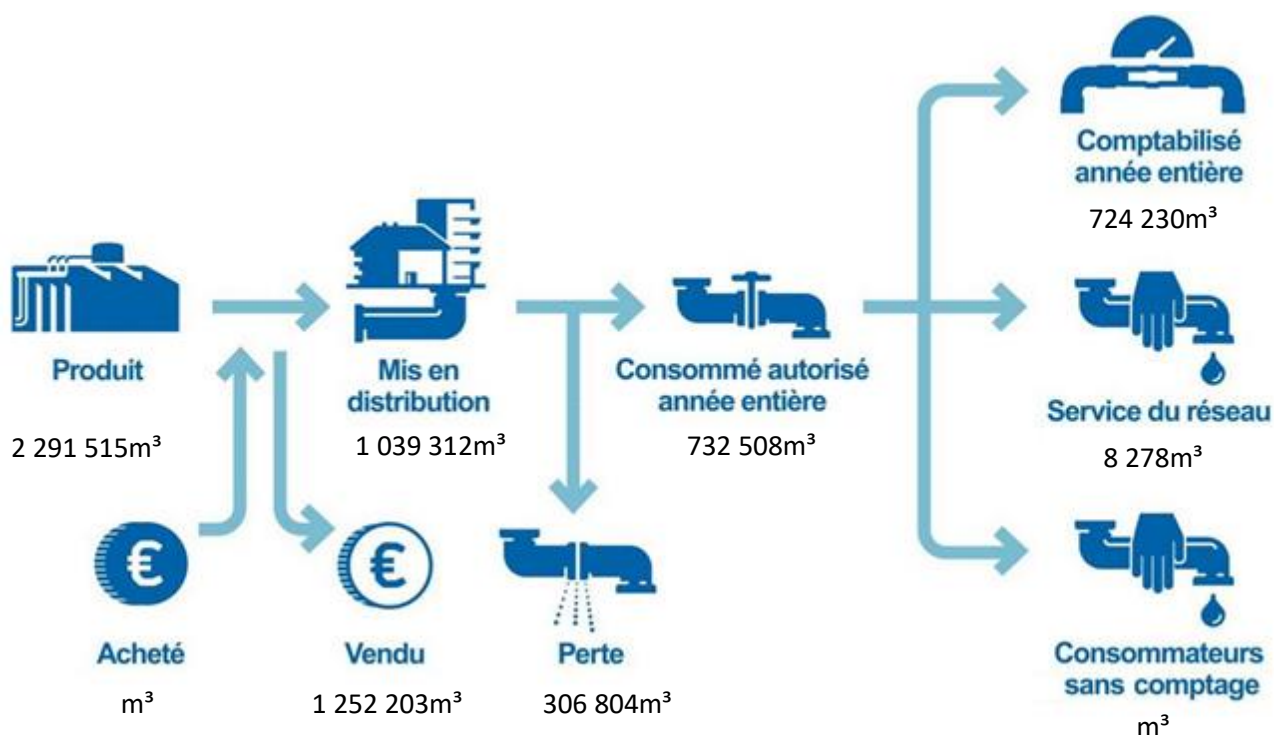 Comptabilisé
année entière
724 230m³
Produit
2 291 515m³
Mis en
distribution
1 039 312m³
Consommé autorisé
année entière
732 508m³
Service du réseau
8 278m³
€
Acheté
m³
€
Vendu
1 252 203m³
Perte
306 804m³
Consommateurs
sans comptage
m³